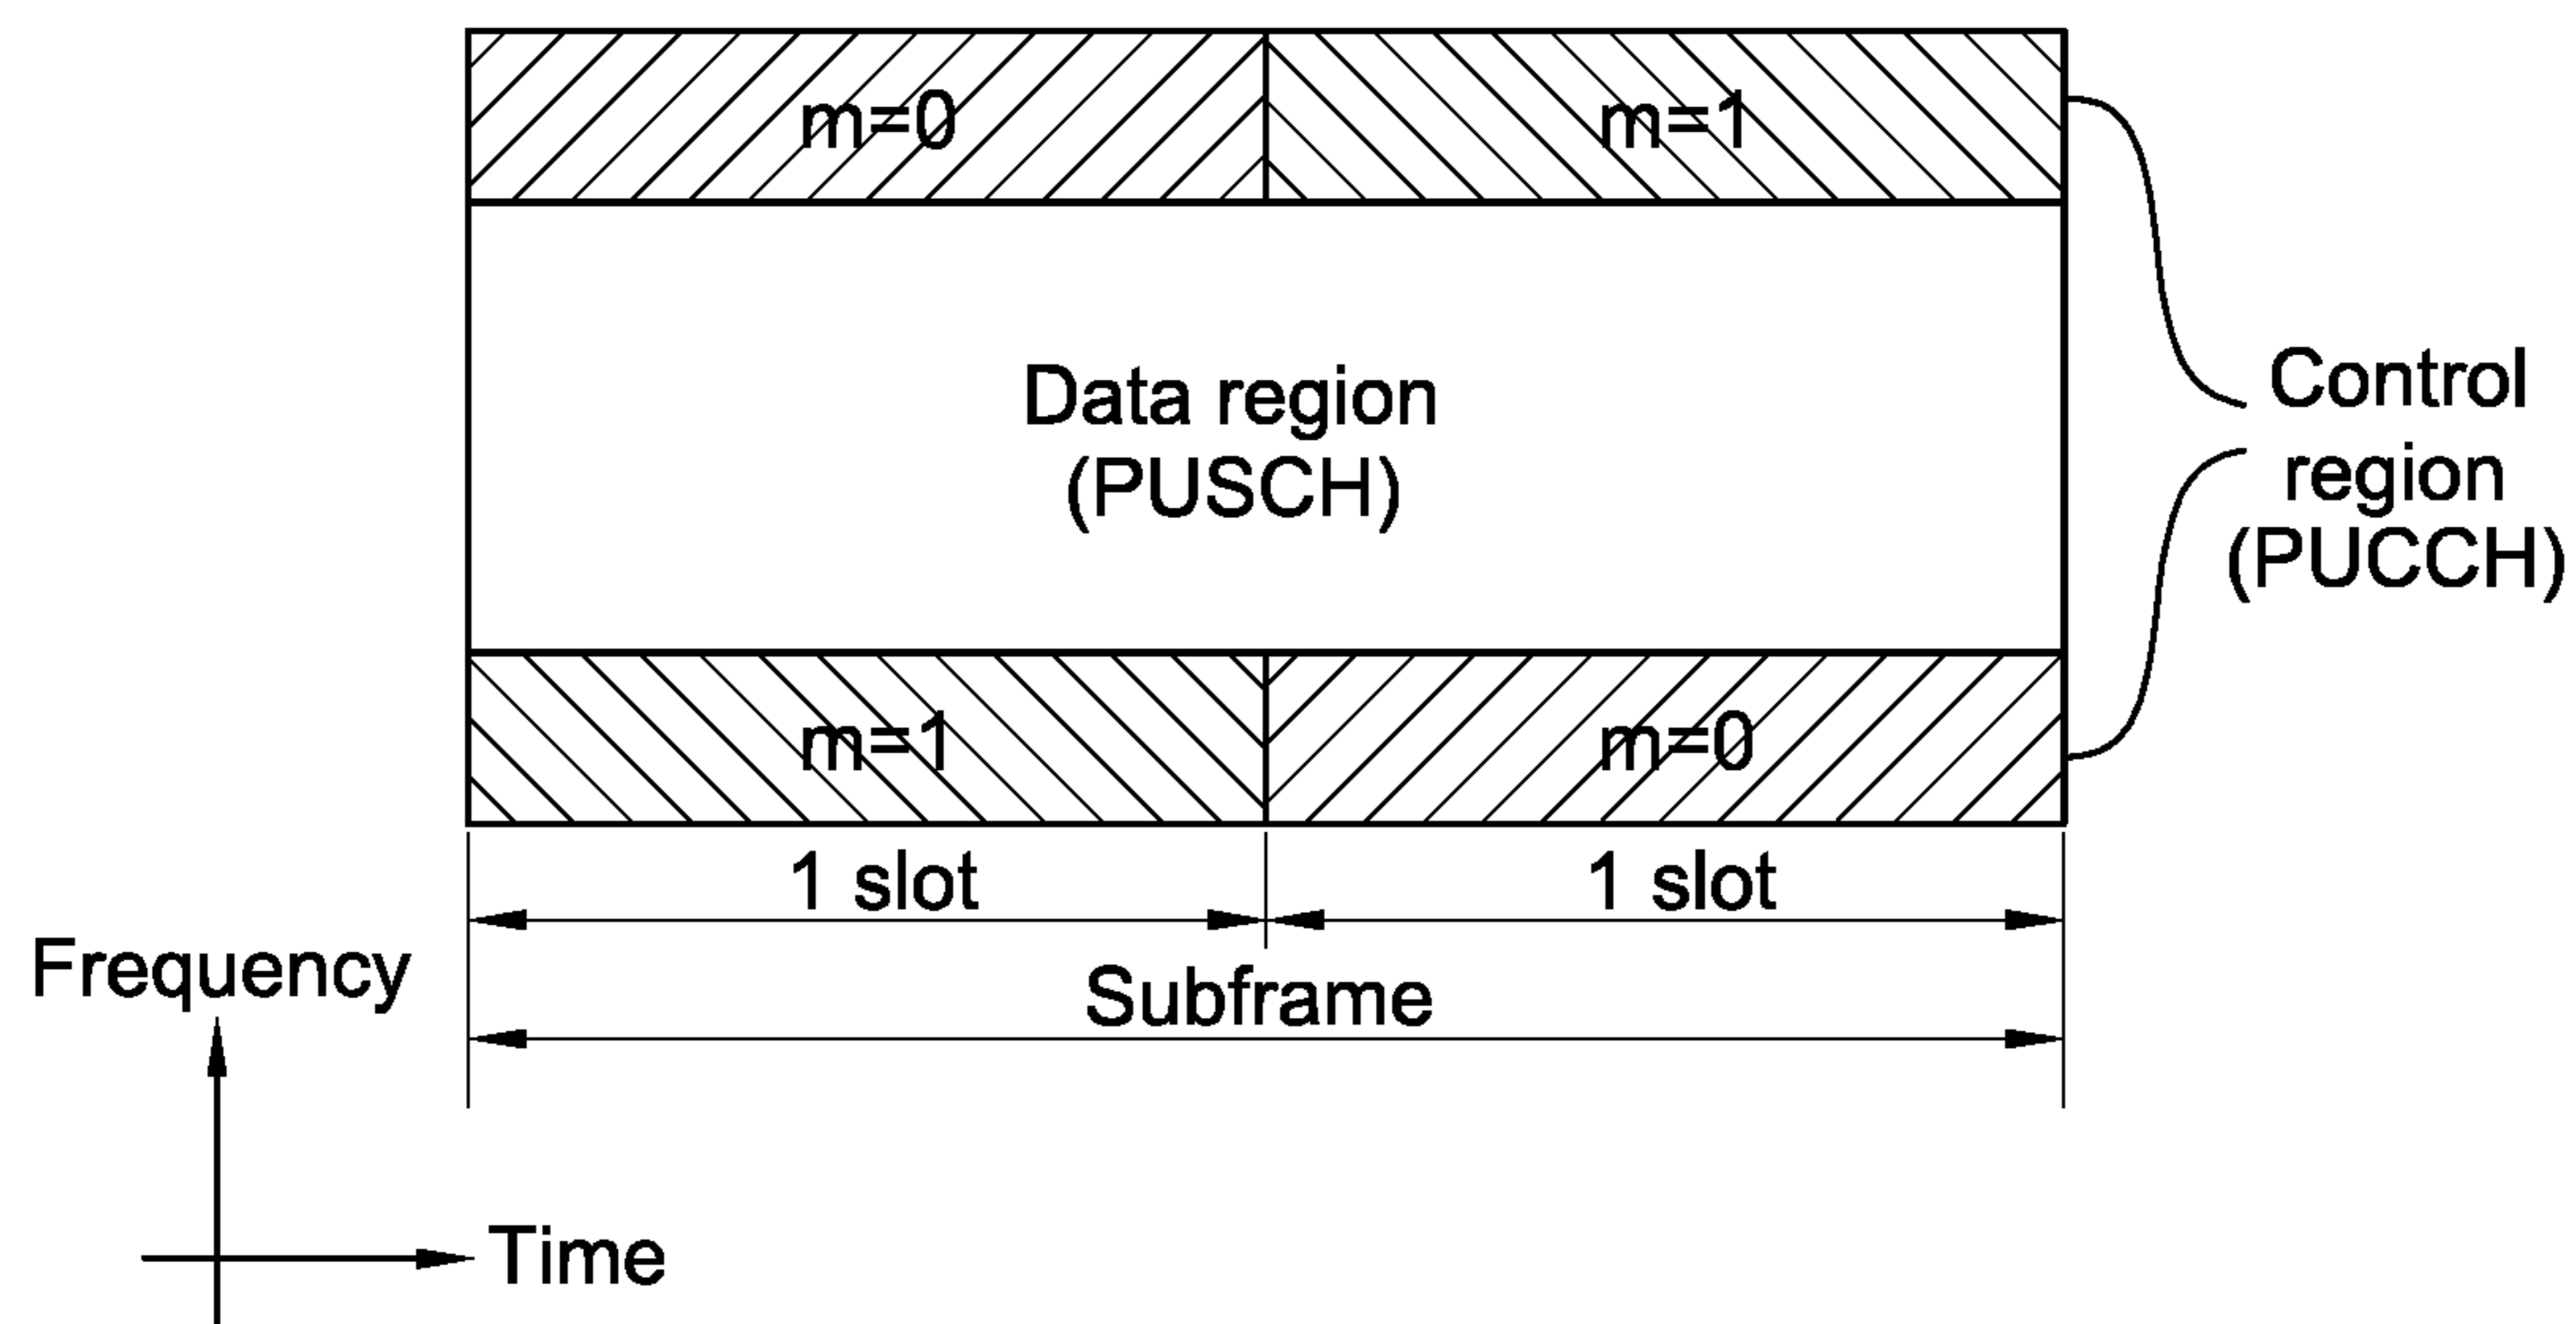 m=0
m=1
Data region
(PUSCH)
Control
region
(PUCCH)
m=1
m=0
1 slot
1 slot
Subframe
Frequency
Time